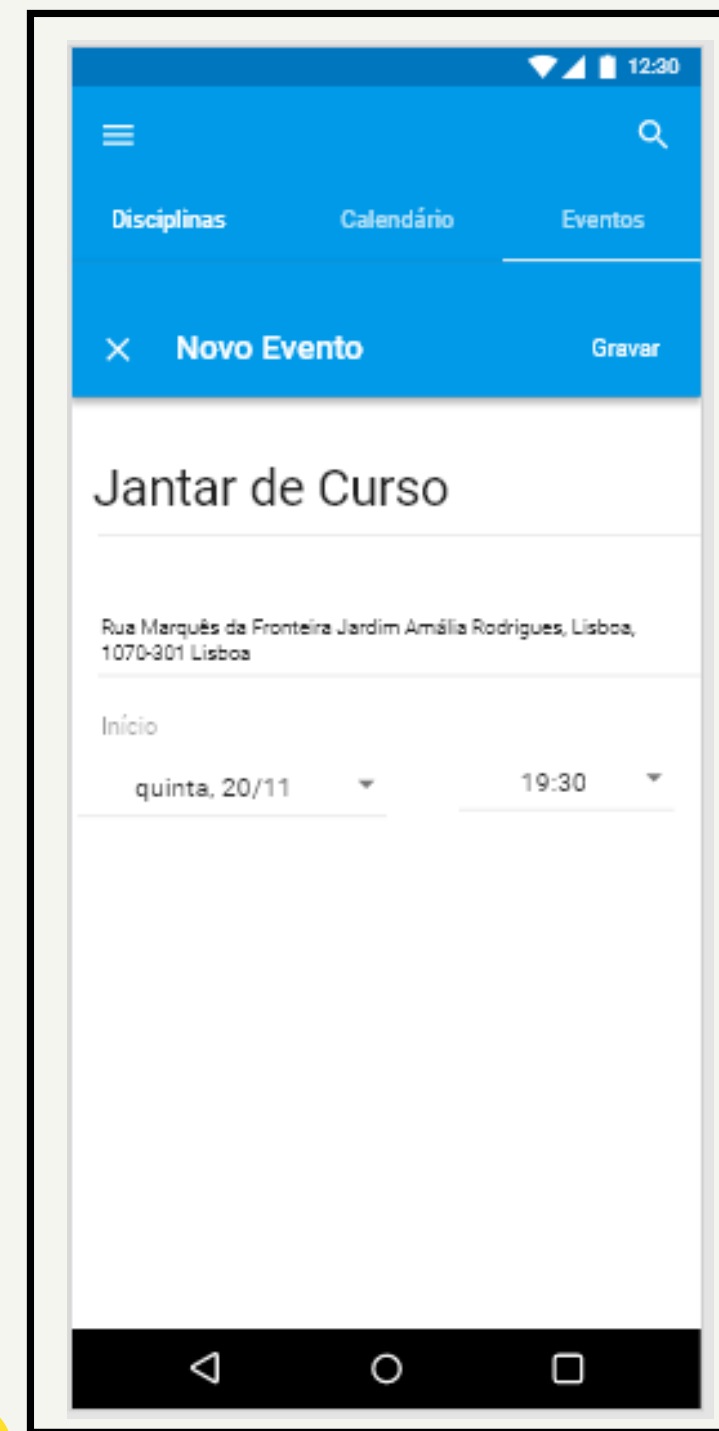 12:30
Disciplinas Calendário Eventos
Novo Evento Gravar
Jantar de Curso
Rua Marquês da Fronteira Jardim Amália Rodrigues, Lisboa,
1070-301 Lisboa
Início
quinta, 20/11 19:30